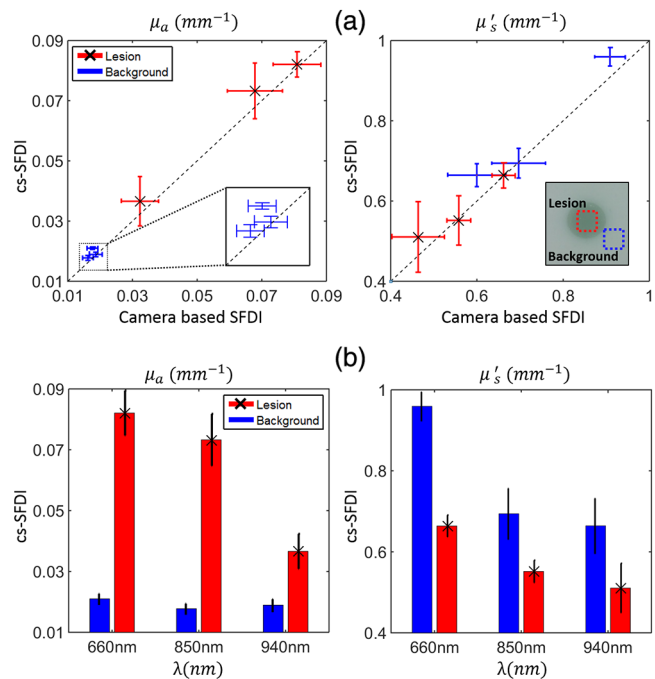 μa (mm⁻¹)
(a)
μ's (mm⁻¹)
0.09
0.07
0.05
0.03
0.01
cs-SFDI
Lesion
Background
0.01
0.03
0.05
0.07
0.09
Camera based SFDI
1
0.8
0.6
0.4
cs-SFDI
Lesion
Background
0.4
0.6
0.8
1
Camera based SFDI
(b)
μa (mm⁻¹)
μ's (mm⁻¹)
0.09
0.07
0.05
0.03
0.01
cs-SFDI
Lesion
Background
660nm
850nm
940nm
λ(nm)
1
0.8
0.6
0.4
cs-SFDI
660nm
850nm
940nm
λ(nm)